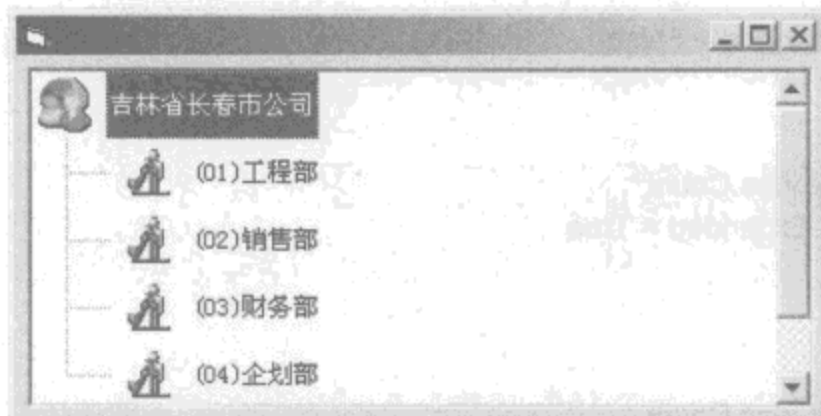 吉林省长春市公司
(01)工程部
(02)销售部
(03)财务部
(04)企划部